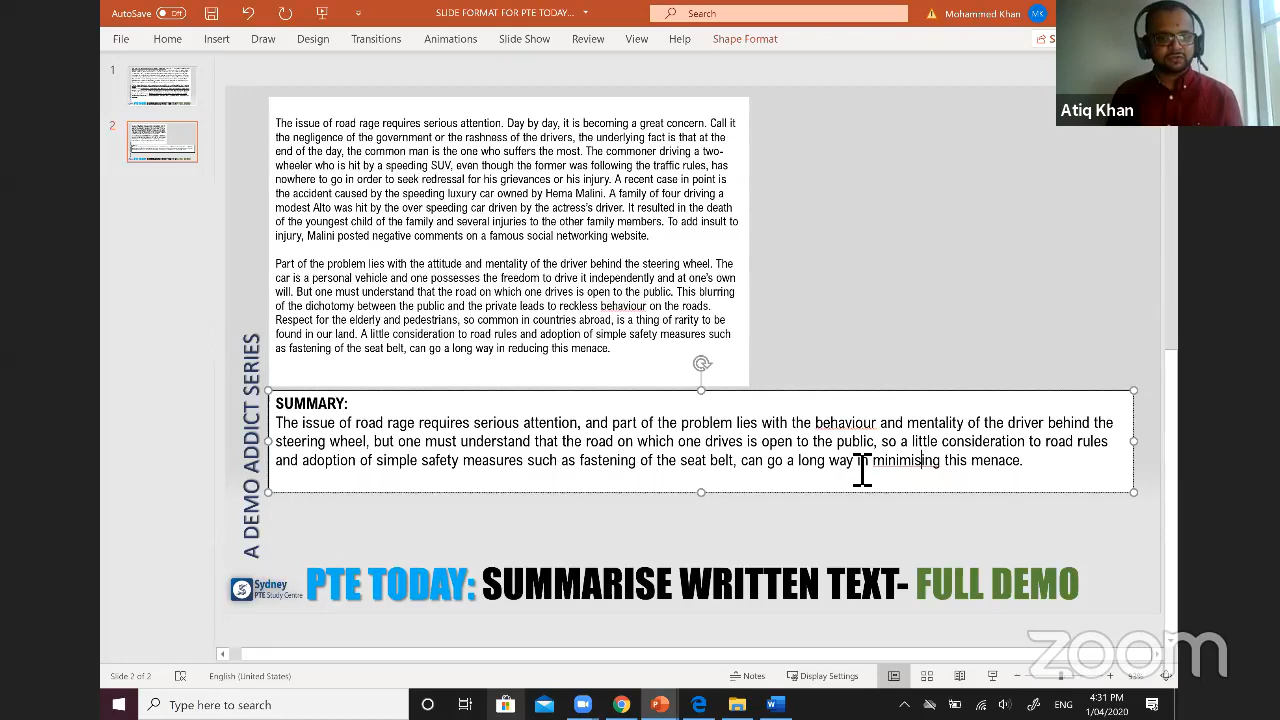 AutoSave Off SLIDE FORMAT FOR PTE TODAY... Search Mohammed Khan MK
File Home Insert Draw Design Transitions Animations Slide Show Review View Help Shape Format S
Atiq Khan
1
2
The issue of road rage requires serious attention. Day by day, it is becoming a great concern. Call it
the negligence of the government or the rashness of the drivers, the underlying fact is that at the
end of the day, the common man is the one who suffers the most. The commoner driving a two-
wheeler who is hit by a speeding SUV, even though the former was following the traffic rules, has
nowhere to go in order to seek redressal for his grievances or his injury. A recent case in point is
the accident caused by the speeding luxury car owned by Hema Malini. A family of four driving a
modest Alto was hit by the over speeding car driven by the actress's driver. It resulted in the death
of the youngest child of the family and several injuries to the other family members. To add insult to
injury, Malini posted negative comments on a famous social networking website.
Part of the problem lies with the attitude and mentality of the driver behind the steering wheel. The
car is a personal vehicle and one possesses the freedom to drive it independently and at one's own
will. But one must understand that the road on which one drives is open to the public. This blurring
of the dichotomy between the public and the private leads to reckless behaviour on the roads.
Respect for the elderly and pedestrians, so common in countries abroad, is a thing of rarity to be
found in our land. A little consideration to road rules and adoption of simple safety measures such
as fastening of the seat belt, can go a long way in reducing this menace.
A DEMO ADDICT SERIES
SUMMARY:
The issue of road rage requires serious attention, and part of the problem lies with the behaviour and mentality of the driver behind the
steering wheel, but one must understand that the road on which one drives is open to the public, so a little consideration to road rules
and adoption of simple safety measures such as fastening of the seat belt, can go a long way in minimising this menace.
Sydney
PTE Study Centre
PTE TODAY: SUMMARISE WRITTEN TEXT- FULL DEMO
zoom
Slide 2 of 2 English (United States) Notes Display Settings
Type here to search
ENG
4:31 PM
1/04/2020